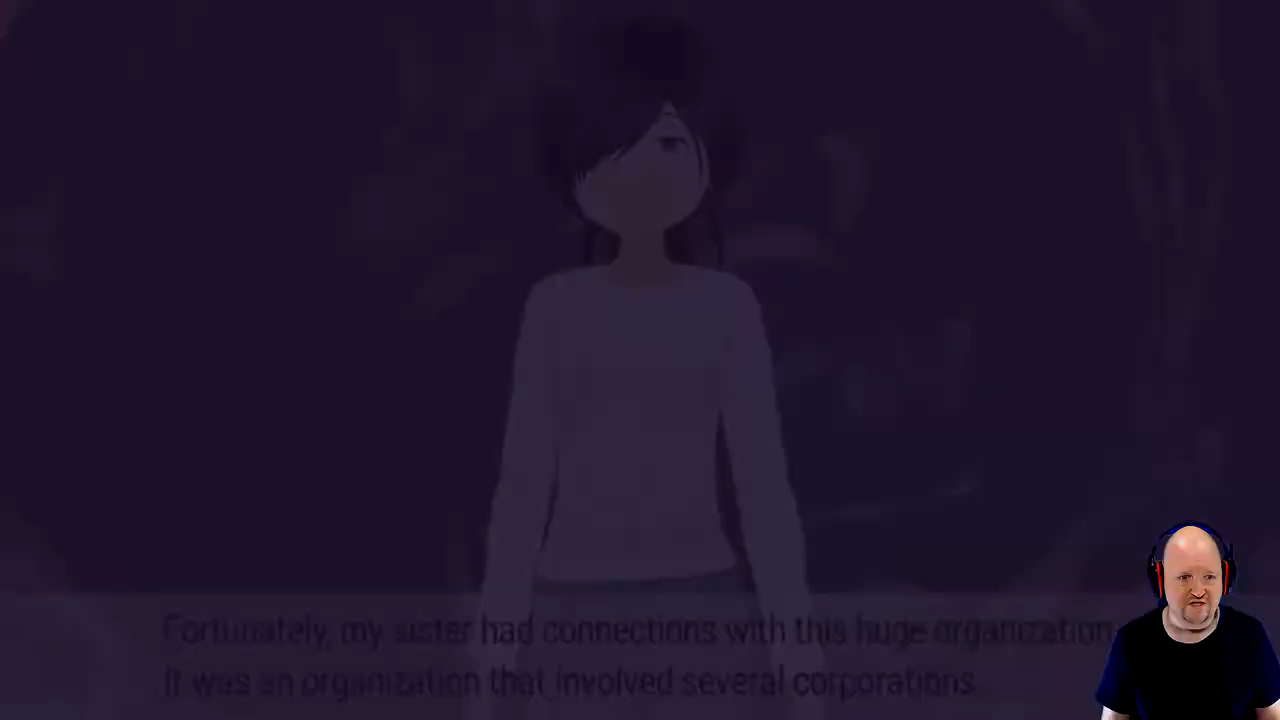 Fortunately, my sister had connections with this huge organization.
It was an organization that involved several corporations.